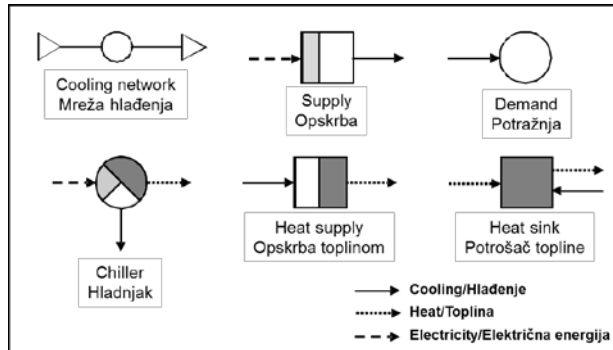 Cooling network
Mreža hlađenja
Supply
Opskrba
Demand
Potražnja
Chiller
Hladnjak
Heat supply
Opskrba toplinom
Heat sink
Potrošač topline
Cooling/Hlađenje
Heat/Toplina
Electricity/Električna energija